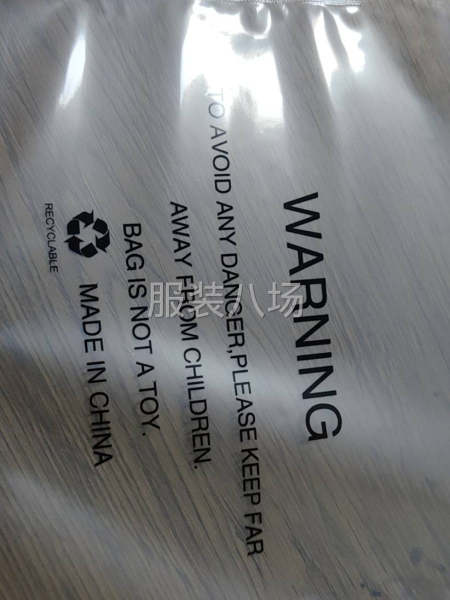 WARNING
TO AVOID ANY DANGER,PLEASE KEEP FAR
AWAY FROM CHILDREN.
BAG IS NOT A TOY.
MADE IN CHINA
RECYCLABLE
服装八场